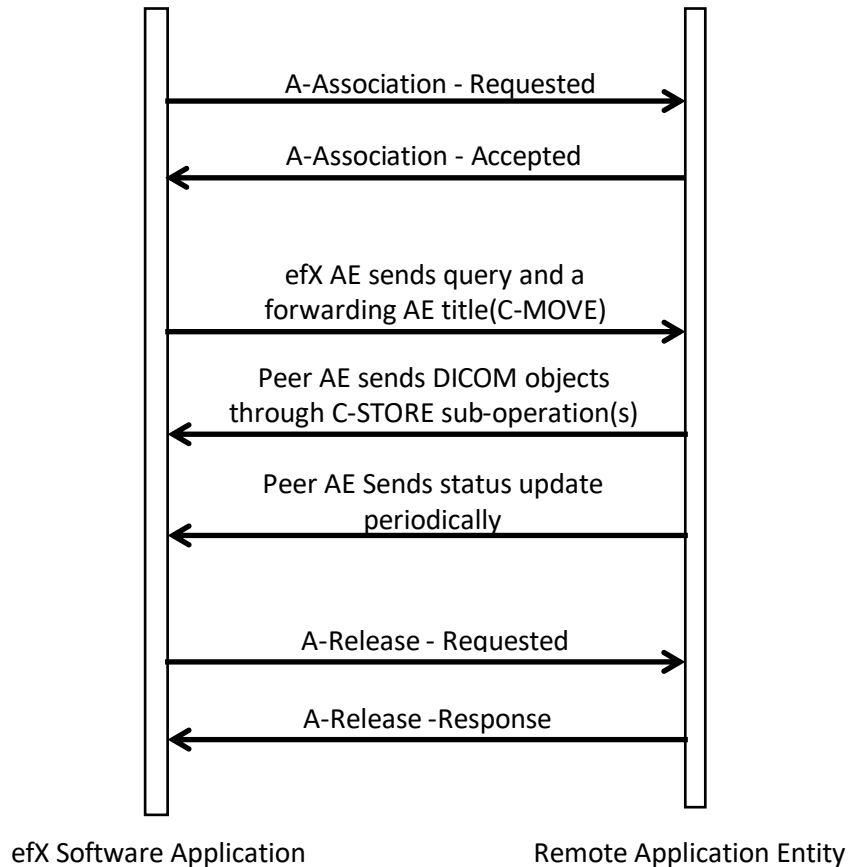 A-Association - Requested
A-Association - Accepted
efX AE sends query and a
forwarding AE title(C-MOVE)
Peer AE sends DICOM objects
through C-STORE sub-operation(s)
Peer AE Sends status update
periodically
A-Release - Requested
A-Release -Response
efX Software Application
Remote Application Entity